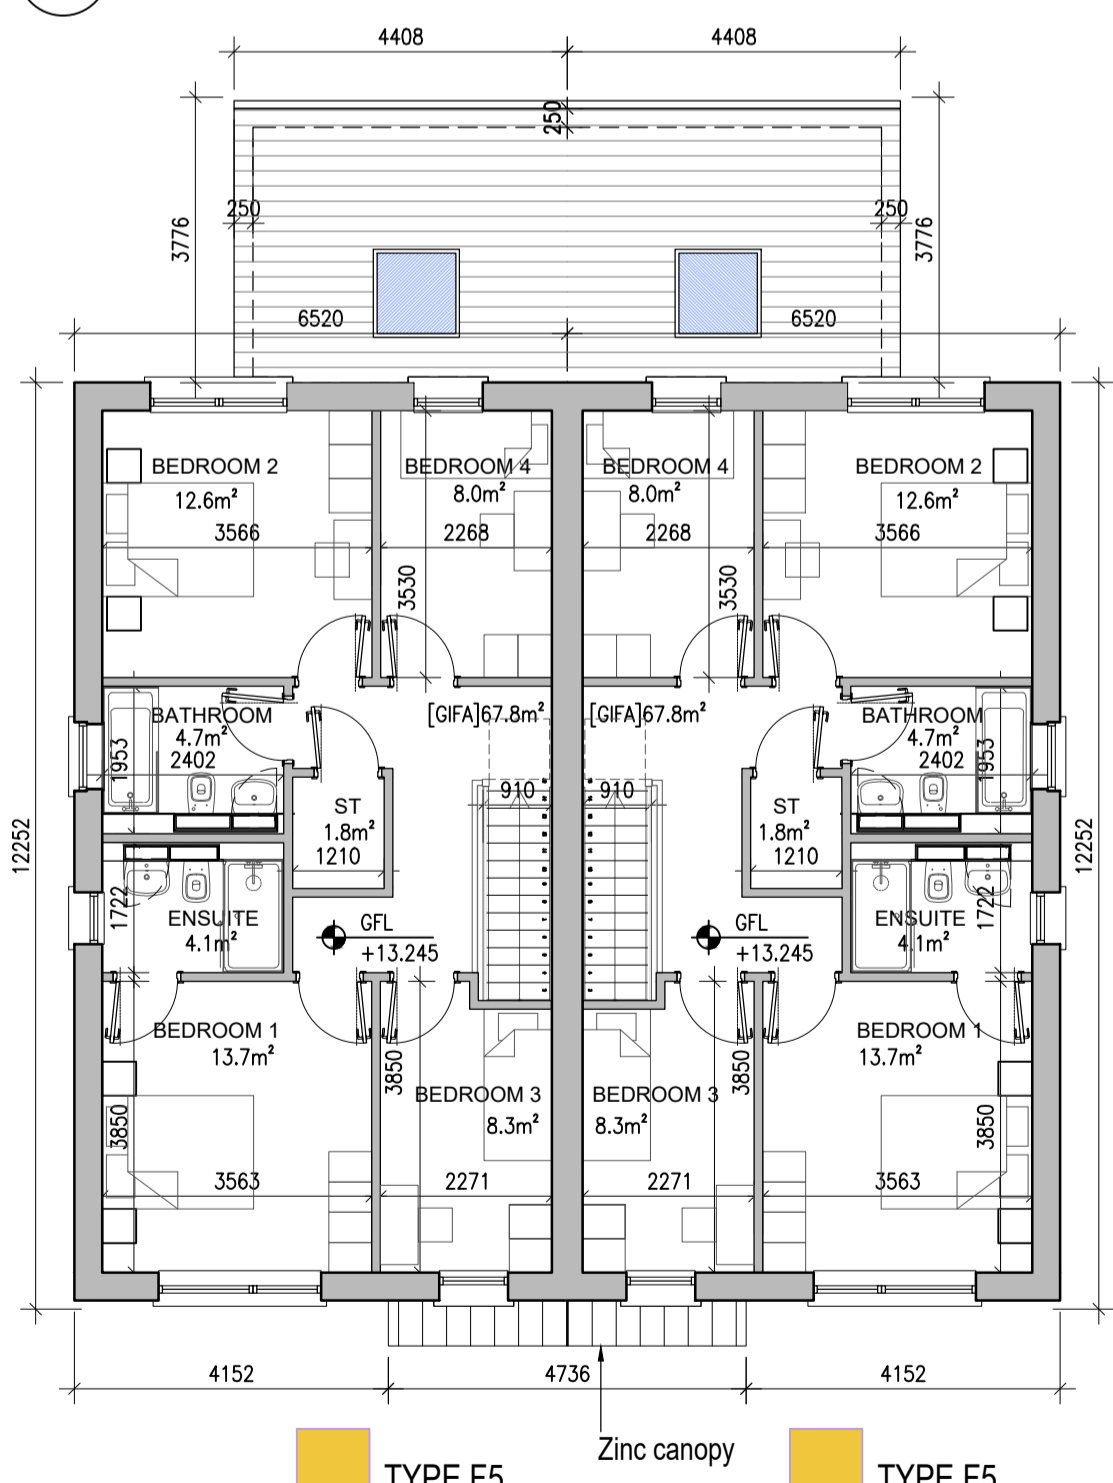 4408 4408
250
250 250
3776 3776
6520 6520
BEDROOM 2 BEDROOM 4 BEDROOM 4 BEDROOM 2
12.6m² 8.0m² 8.0m² 12.6m²
3566 2268 2268 3566
3530 3530
BATHROOM [GIFA]67.8m² [GIFA]67.8m² BATHROOM
4.7m² 4.7m²
2402 2402
1953 1953
910 910
ST ST
1.8m² 1.8m²
1210 1210
12252 12252
1722 1722
ENSUITE GFL GFL ENSUITE
4.1m² +13.245 +13.245 4.1m²
BEDROOM 1 BEDROOM 1
13.7m² 13.7m²
3850 3850
BEDROOM 3 BEDROOM 3
8.3m² 8.3m²
3850 3850
3563 2271 2271 3563
4152 4736 4152
Zinc canopy
TYPE F5 TYPE F5